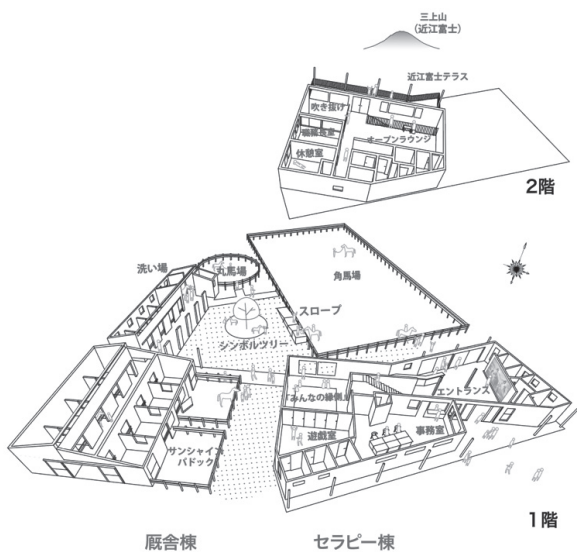 三上山
（近江富士）
近江富士テラス
吹き抜け
オープンラウンジ
休憩室
2階
洗い場
丸馬場
角馬場
スロープ
シンボルツリー
エントランス
「みんなの縁側」
遊戯室
事務室
サンシャイン
パドック
1階
厩舎棟
セラピー棟